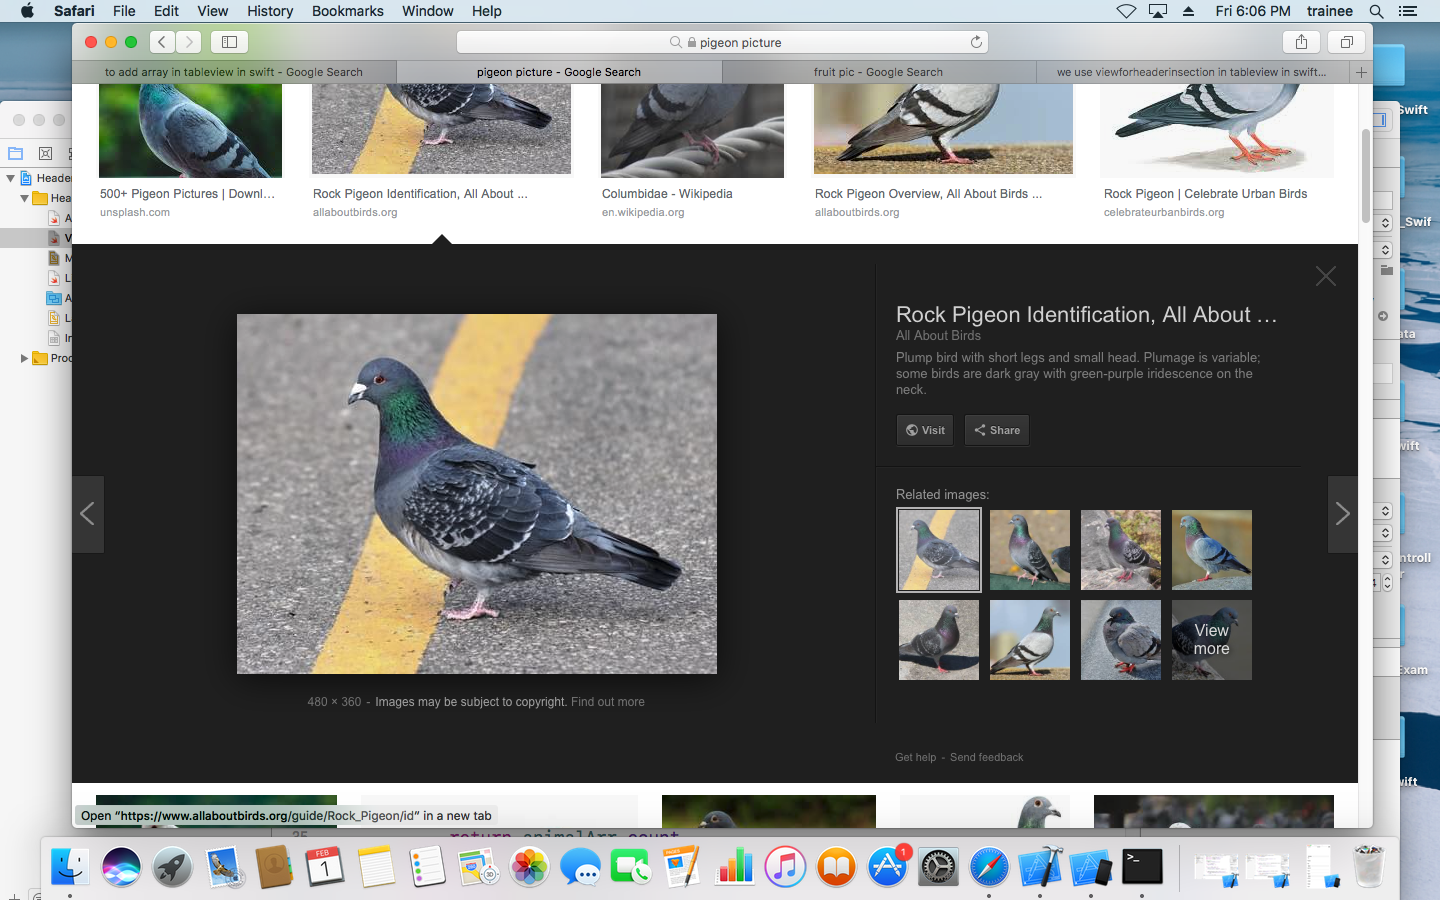 Safari File Edit View History Bookmarks Window Help Fri 6:06 PM trainee
pigeon picture
to add array in tableview in swift - Google Search
pigeon picture - Google Search
fruit pic - Google Search
we use viewforheaderinsection in tableview in swift...
500+ Pigeon Pictures | Downl...
unsplash.com
Rock Pigeon Identification, All About ...
allaboutbirds.org
Columbidae - Wikipedia
en.wikipedia.org
Rock Pigeon Overview, All About Birds ...
allaboutbirds.org
Rock Pigeon | Celebrate Urban Birds
celebrateurbanbirds.org
Rock Pigeon Identification, All About ...
All About Birds
Plump bird with short legs and small head. Plumage is variable;
some birds are dark gray with green-purple iridescence on the
neck.
Visit
Share
Related images:
View
more
480 × 360 - Images may be subject to copyright. Find out more
Get help - Send feedback
Open “https://www.allaboutbirds.org/guide/Rock_Pigeon/id” in a new tab
Heade
Hea
A
V
M
L
A
L
In
Proc
Swift
_Swif
ata
wift
ntroll
r
Exam
wift
FEB
1
1